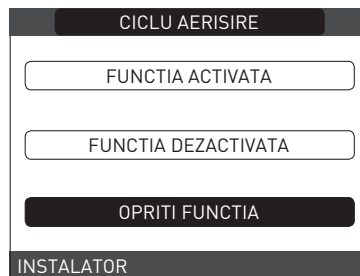 CICLU AERISIRE
FUNCTIA ACTIVATA
FUNCTIA DEZACTIVATA
OPRITI FUNCTIA
INSTALATOR